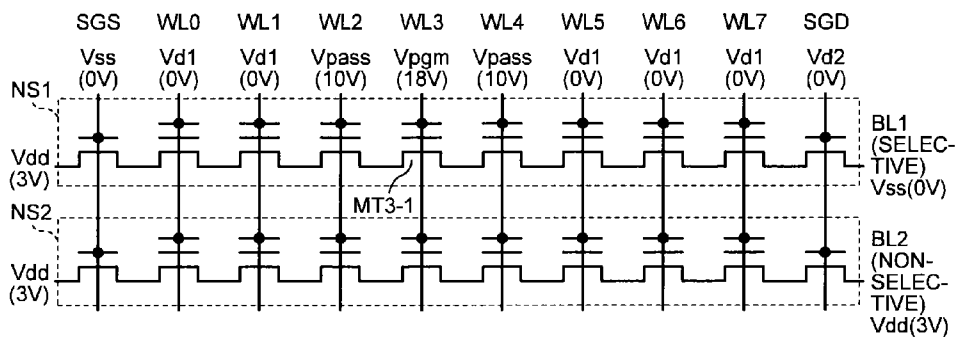 SGS WL0 WL1 WL2 WL3 WL4 WL5 WL6 WL7 SGD
Vss Vd1 Vd1 Vpass Vpgm Vpass Vd1 Vd1 Vd1 Vd2
(0V) (0V) (0V) (10V) (18V) (10V) (0V) (0V) (0V) (0V)
NS1
Vdd
(3V)
MT3-1
BL1
(SELEC-
TIVE)
Vss(0V)
NS2
Vdd
(3V)
BL2
(NON-
SELEC-
TIVE)
Vdd(3V)